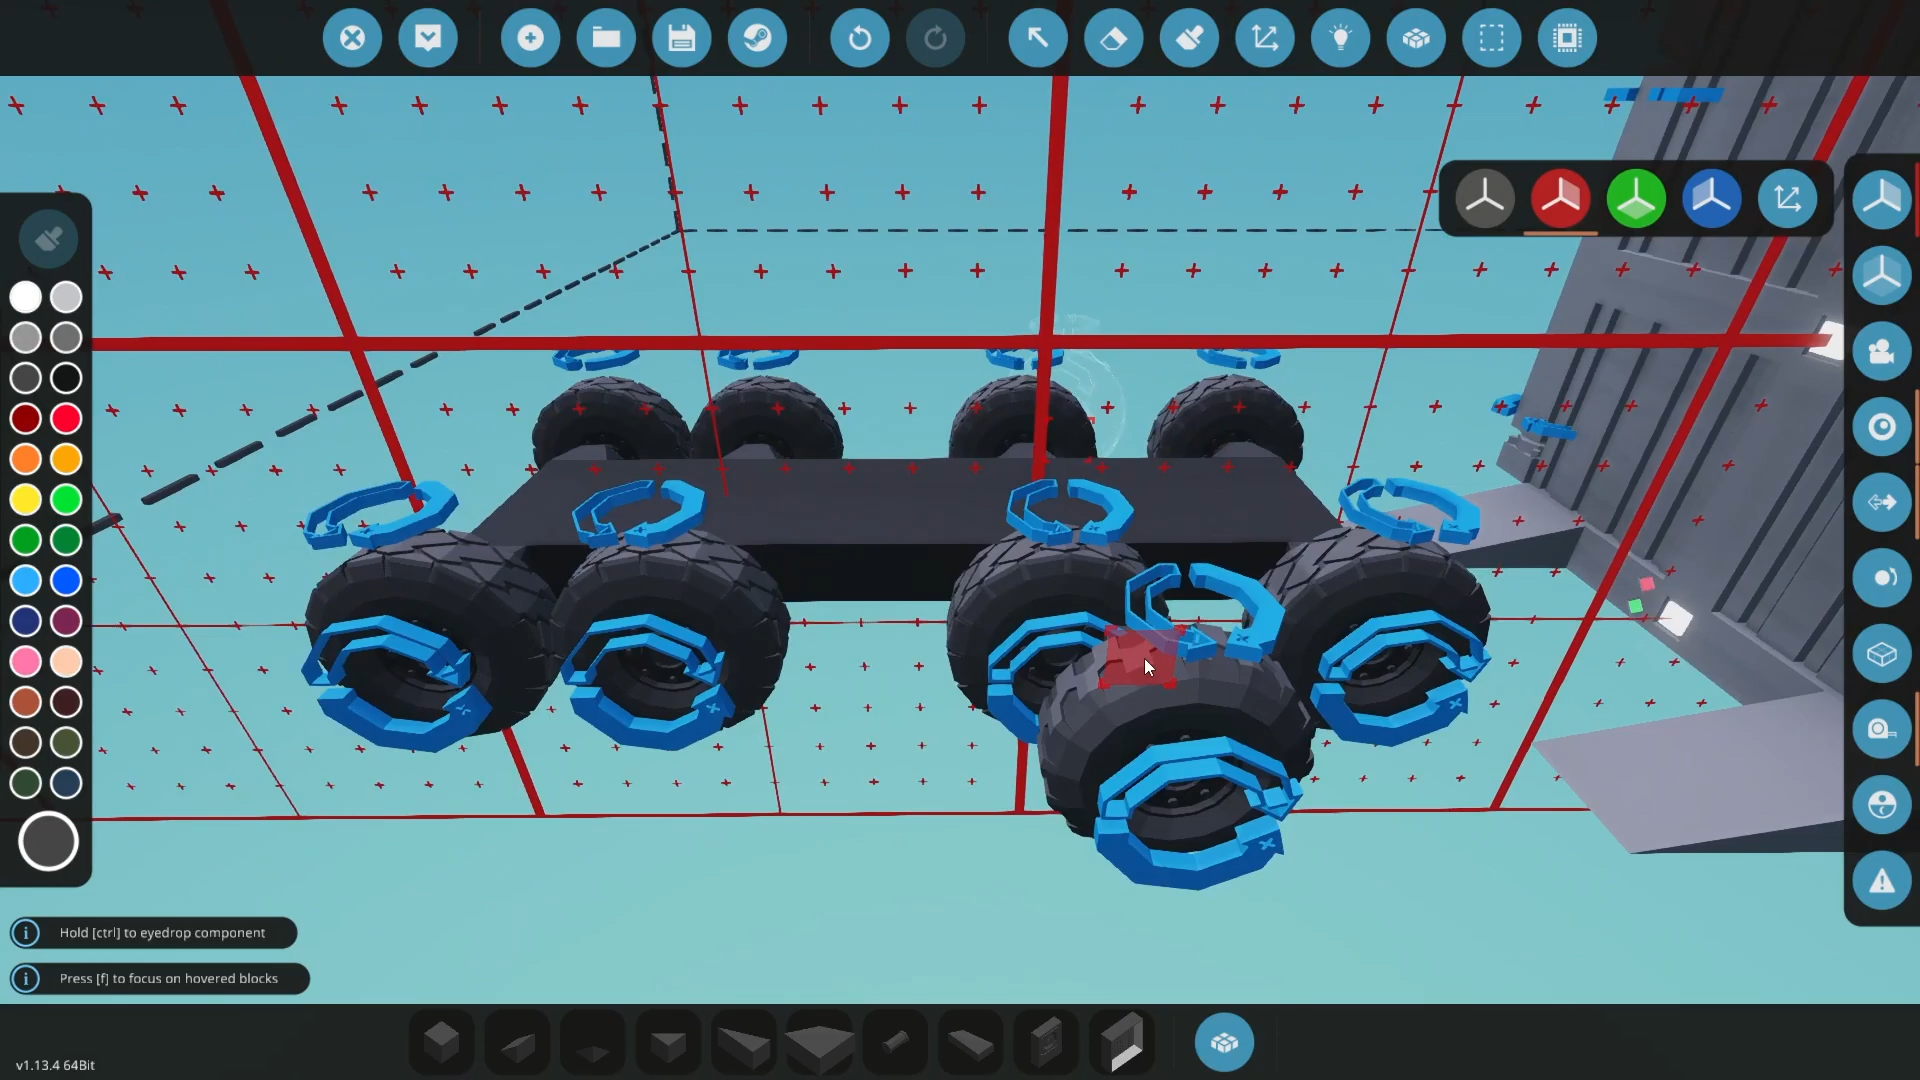 Hold [ctrl] to eyedrop component
Press [f] to focus on hovered blocks
v1.13.4 64Bit